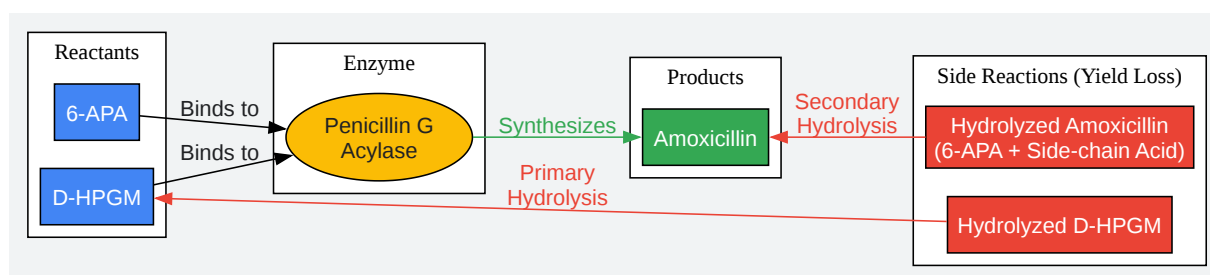 Reactants
6-APA
D-HPGM
Binds to
Binds to
Enzyme
Penicillin G
Acylase
Synthesizes
Primary
Hydrolysis
Products
Amoxicillin
Secondary
Hydrolysis
Side Reactions (Yield Loss)
Hydrolyzed Amoxicillin
(6-APA + Side-chain Acid)
Hydrolyzed D-HPGM